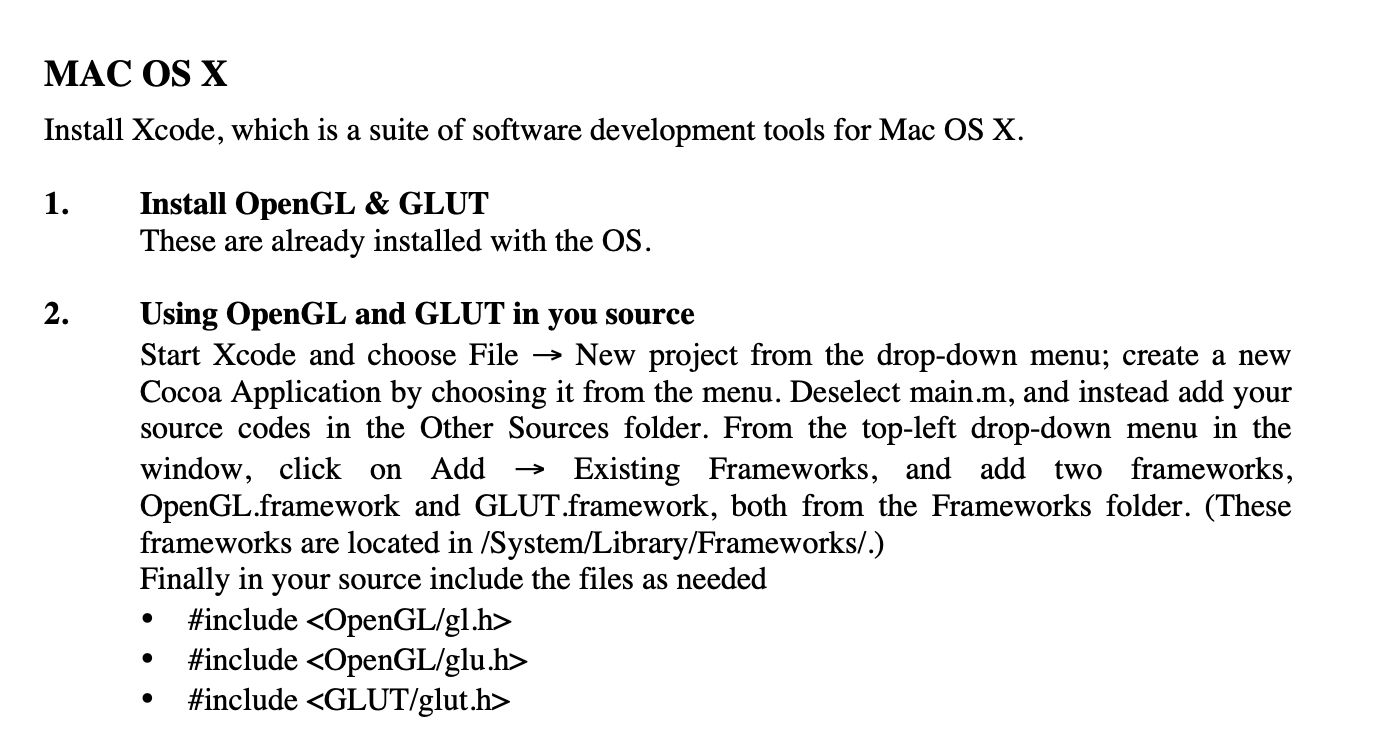 MAC OS X
Install Xcode, which is a suite of software development tools for Mac OS X.
1. Install OpenGL & GLUT
These are already installed with the OS.
2. Using OpenGL and GLUT in you source
Start Xcode and choose File → New project from the drop-down menu; create a new
Cocoa Application by choosing it from the menu. Deselect main.m, and instead add your
source codes in the Other Sources folder. From the top-left drop-down menu in the
window, click on Add → Existing Frameworks, and add two frameworks,
OpenGL.framework and GLUT.framework, both from the Frameworks folder. (These
frameworks are located in /System/Library/Frameworks/.)
Finally in your source include the files as needed
• #include <OpenGL/gl.h>
• #include <OpenGL/glu.h>
• #include <GLUT/glut.h>